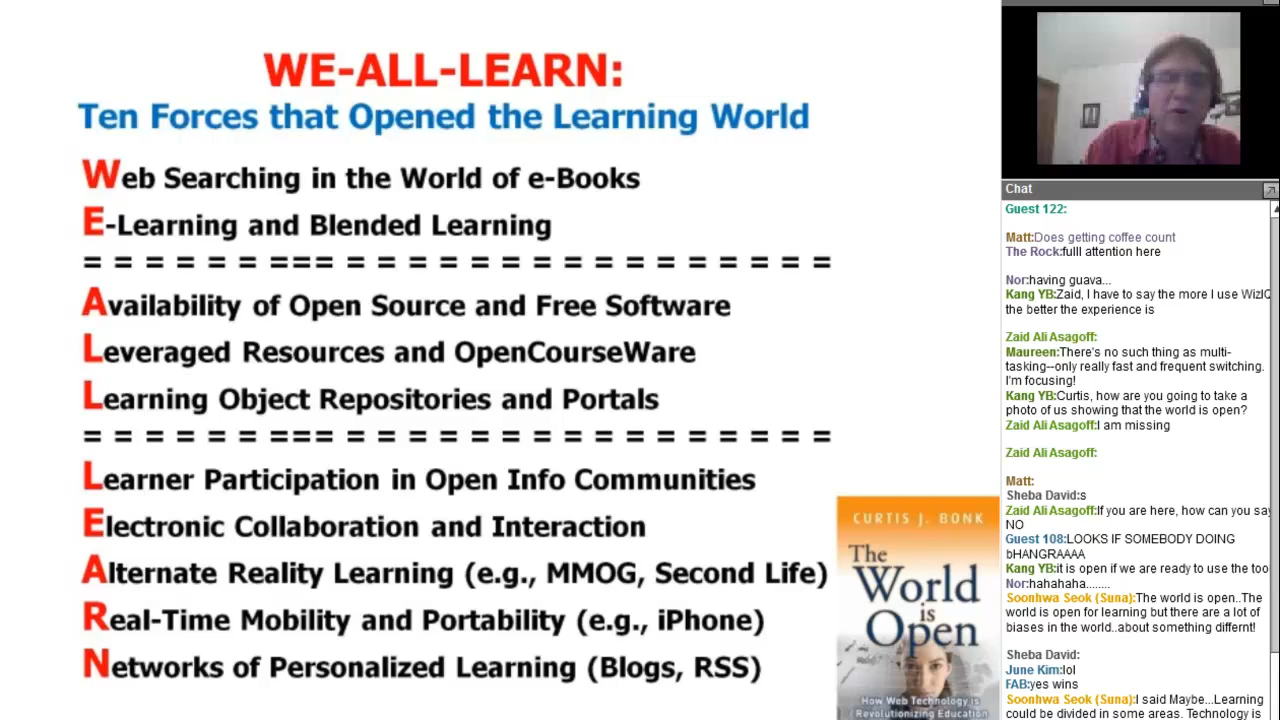 WE-ALL-LEARN:
Ten Forces that Opened the Learning World
Web Searching in the World of e-Books
E-Learning and Blended Learning
= = = = = = = === = = = = = = = = = = = = = = =
Availability of Open Source and Free Software
Leveraged Resources and OpenCourseWare
Learning Object Repositories and Portals
= = = = = = = === = = = = = = = = = = = = = = =
Learner Participation in Open Info Communities
Electronic Collaboration and Interaction
Alternate Reality Learning (e.g., MMOG, Second Life)
Real-Time Mobility and Portability (e.g., iPhone)
Networks of Personalized Learning (Blogs, RSS)
CURTIS J. BONK
The
World
is
Open
How Web Technology is
Revolutionizing Education
Chat
Guest 122:
Matt:Does getting coffee count
The Rock:fulll attention here
Nor:having guava...
Kang YB:Zaid, I have to say the more I use WizIQ
the better the experience is
Zaid Ali Asagoff:
Maureen:There's no such thing as multi-
tasking--only really fast and frequent switching.
I'm focusing!
Kang YB:Curtis, how are you going to take a
photo of us showing that the world is open?
Zaid Ali Asagoff:I am missing
Zaid Ali Asagoff:
Matt:
Sheba David:s
Zaid Ali Asagoff:If you are here, how can you say
NO
Guest 108:LOOKS IF SOMEBODY DOING
bHANGRAAAA
Kang YB:it is open if we are ready to use the too
Nor:hahahaha........
Soonhwa Seok (Suna):The world is open..The
world is open for learning but there are a lot of
biases in the world..about something differnt!
Sheba David:
June Kim:lol
FAB:yes wins
Soonhwa Seok (Suna):I said Maybe...Learning
could be divided in some areas. Technology is